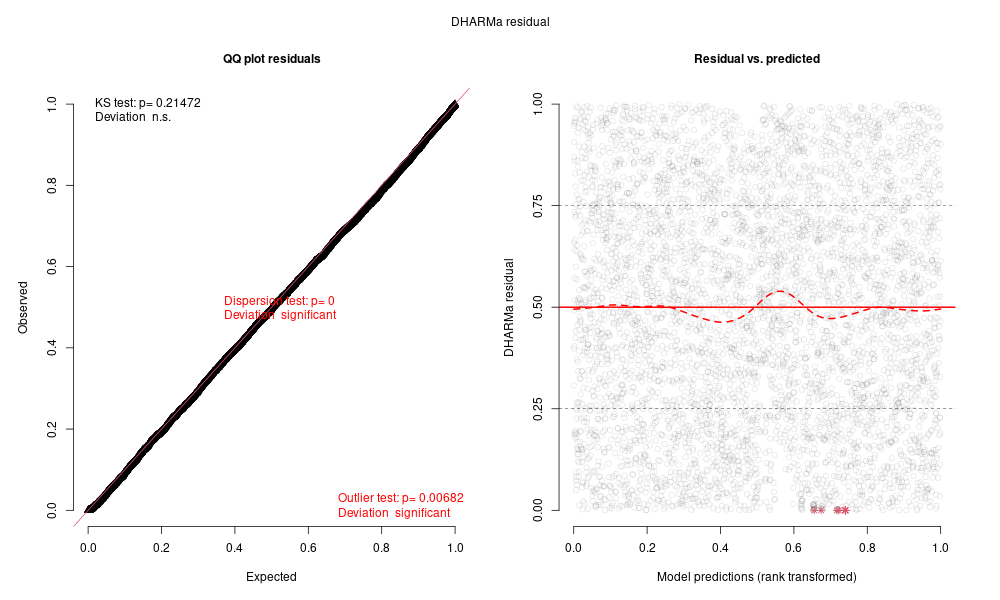 DHARMa residual
QQ plot residuals
KS test: p= 0.21472
Deviation n.s.
Dispersion test: p= 0
Deviation significant
Outlier test: p= 0.00682
Deviation significant
Observed
0.0
0.2
0.4
0.6
0.8
1.0
0.0 0.2 0.4 0.6 0.8 1.0
Expected
Residual vs. predicted
DHARMa residual
0.00
0.25
0.50
0.75
1.00
0.0 0.2 0.4 0.6 0.8 1.0
Model predictions (rank transformed)